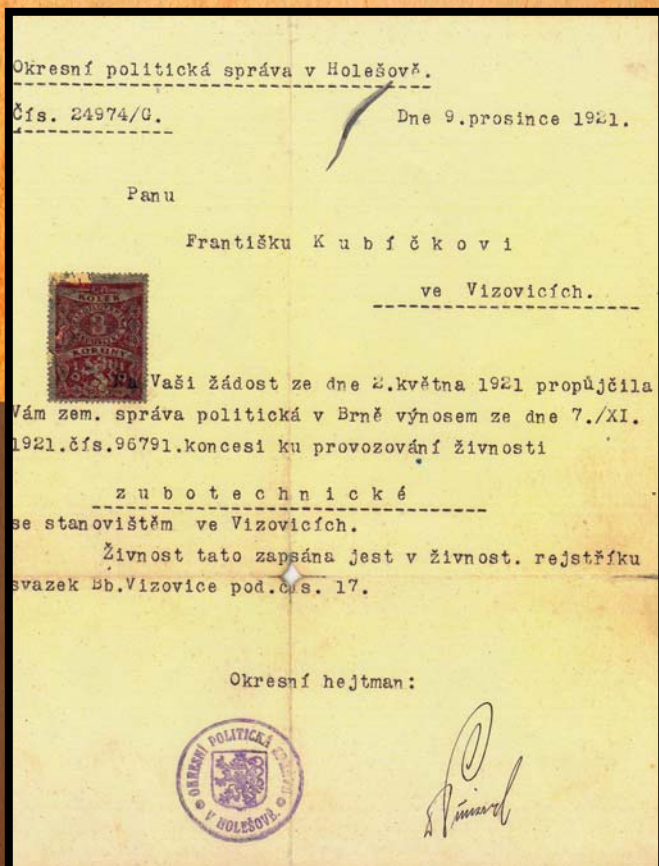 Okresní politická správa v Holešově.
Čís. 24974/G.
Dne 9.prosince 1921.
Panu
Františku K u b í č k o v i
ve Vizovicích.
KOLEK
3
KORUNY
Na Vaši žádost ze dne 2.května 1921 propůjčila
Vám zem. správa politická v Brně výnosem ze dne 7./XI.
1921.čís.96791.koncesi ku provozování živnosti
z u b o t e c h n i c k é
se stanovištěm ve Vizovicích.
Živnost tato zapsána jest v živnost. rejstříku
svazek Bb.Vizovice pod.čís. 17.
Okresní hejtman:
OKRESNÍ POLITICKÁ SPRÁVA
V HOLEŠOVĚ.